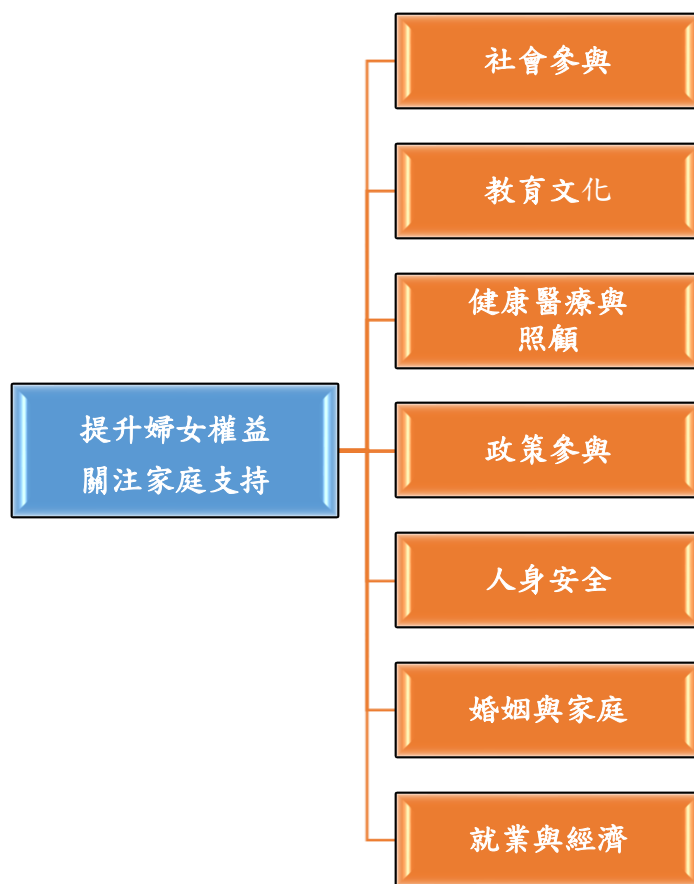 社會參與
教育文化
健康醫療與
照顧
提升婦女權益
關注家庭支持
政策參與
人身安全
婚姻與家庭
就業與經濟